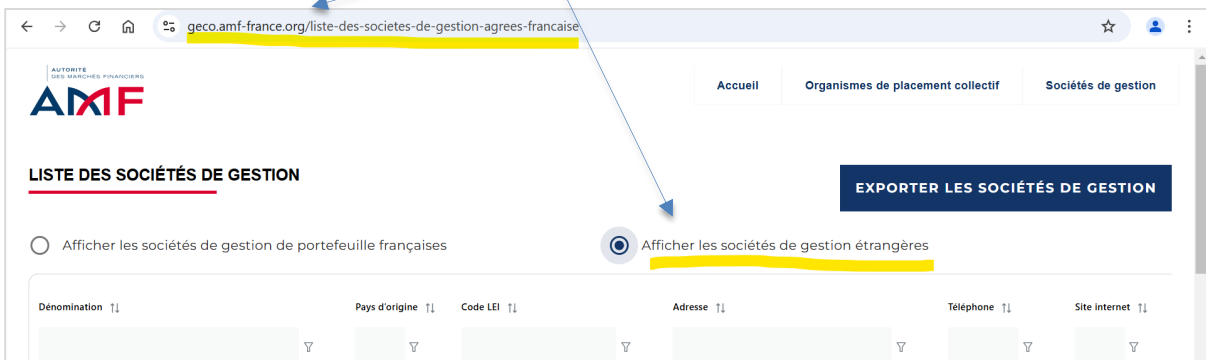 geco.amf-france.org/liste-des-societes-de-gestion-agrees-francaise
AUTORITÉ
DES MARCHÉS FINANCIERS
AMF
Accueil Organismes de placement collectif Sociétés de gestion
LISTE DES SOCIÉTÉS DE GESTION
EXPORTER LES SOCIÉTÉS DE GESTION
Afficher les sociétés de gestion de portefeuille françaises Afficher les sociétés de gestion étrangères
Dénomination Pays d'origine Code LEI Adresse Téléphone Site internet